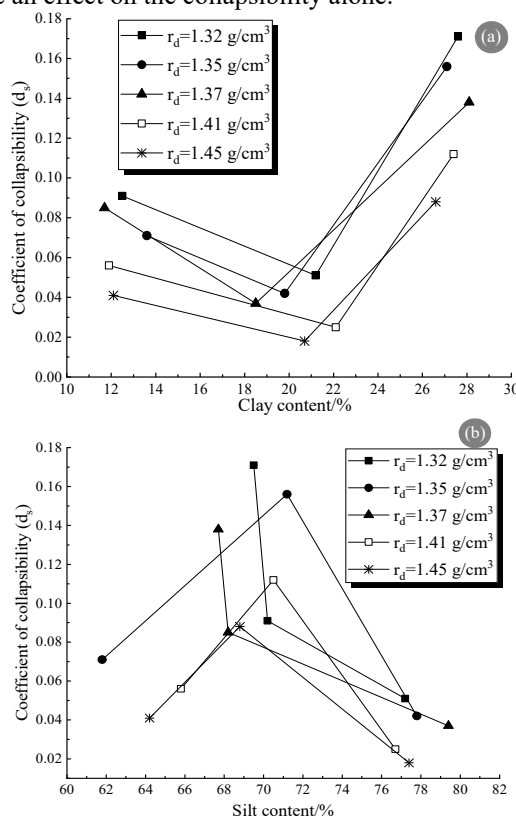 e an effect on the collapsibility alone.
(a)
0.18
0.16
0.14
0.12
0.10
0.08
0.06
0.04
0.02
0.00
Coefficient of collapsibility (dₛ)
r_d=1.32 g/cm³
r_d=1.35 g/cm³
r_d=1.37 g/cm³
r_d=1.41 g/cm³
r_d=1.45 g/cm³
10 12 14 16 18 20 22 24 26 28 30
Clay content/%
(b)
0.18
0.16
0.14
0.12
0.10
0.08
0.06
0.04
0.02
Coefficient of collapsibility (dₛ)
r_d=1.32 g/cm³
r_d=1.35 g/cm³
r_d=1.37 g/cm³
r_d=1.41 g/cm³
r_d=1.45 g/cm³
60 62 64 66 68 70 72 74 76 78 80 82
Silt content/%